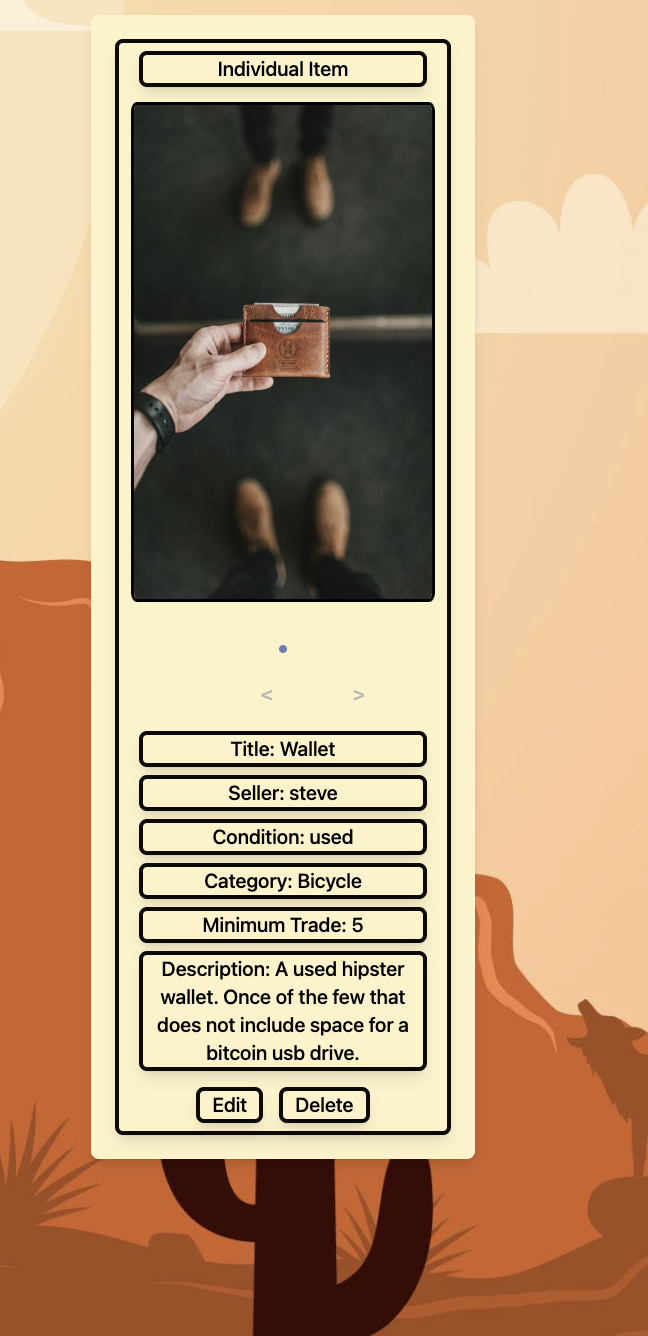 Individual Item
< >
Title: Wallet
Seller: steve
Condition: used
Category: Bicycle
Minimum Trade: 5
Description: A used hipster
wallet. Once of the few that
does not include space for a
bitcoin usb drive.
Edit Delete